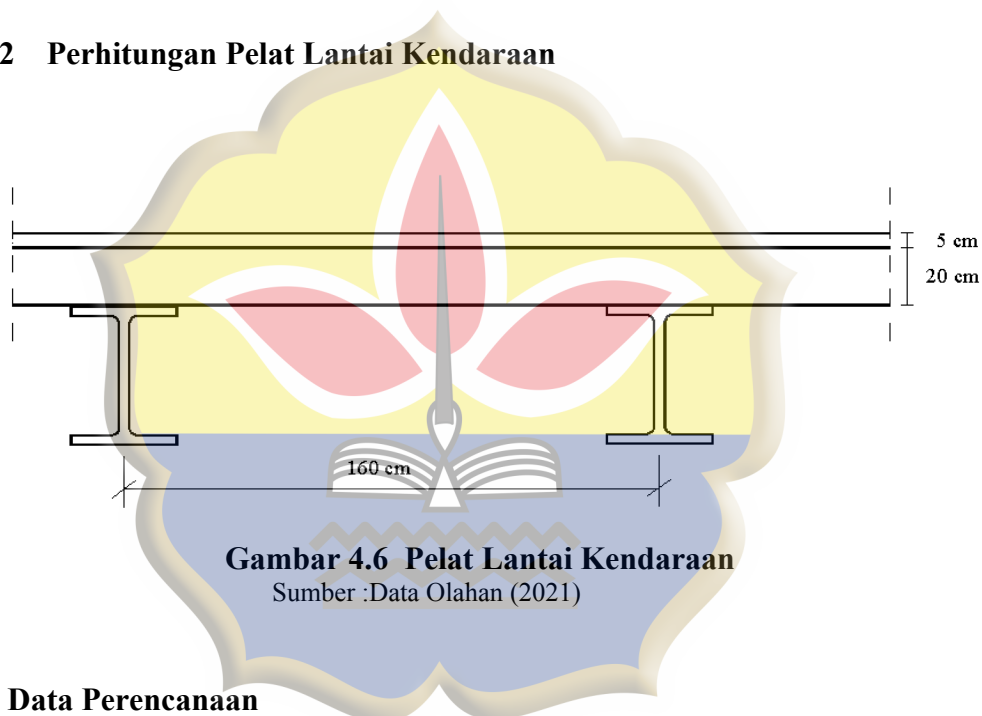 2 Perhitungan Pelat Lantai Kendaraan
5 cm
20 cm
160 cm
Gambar 4.6 Pelat Lantai Kendaraan
Sumber :Data Olahan (2021)
Data Perencanaan